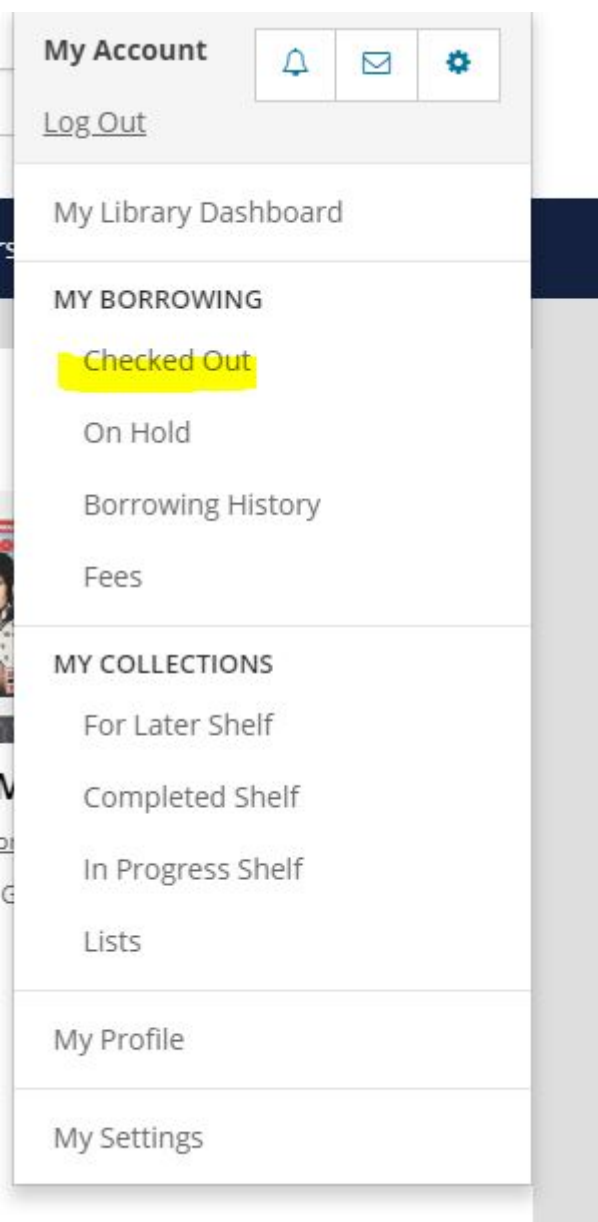 My Account
Log Out
My Library Dashboard
MY BORROWING
Checked Out
On Hold
Borrowing History
Fees
MY COLLECTIONS
For Later Shelf
Completed Shelf
In Progress Shelf
Lists
My Profile
My Settings